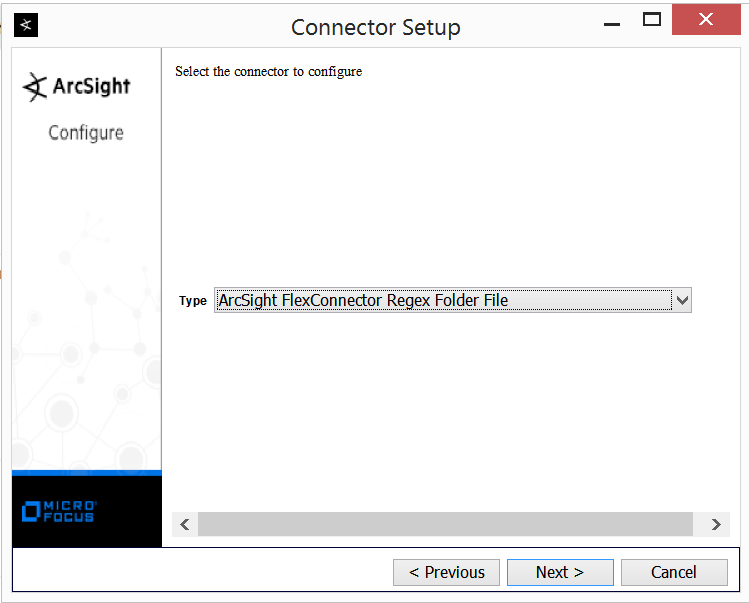 Connector Setup
ArcSight
Configure
Select the connector to configure
Type ArcSight FlexConnector Regex Folder File
MICRO
FOCUS
< Previous Next > Cancel